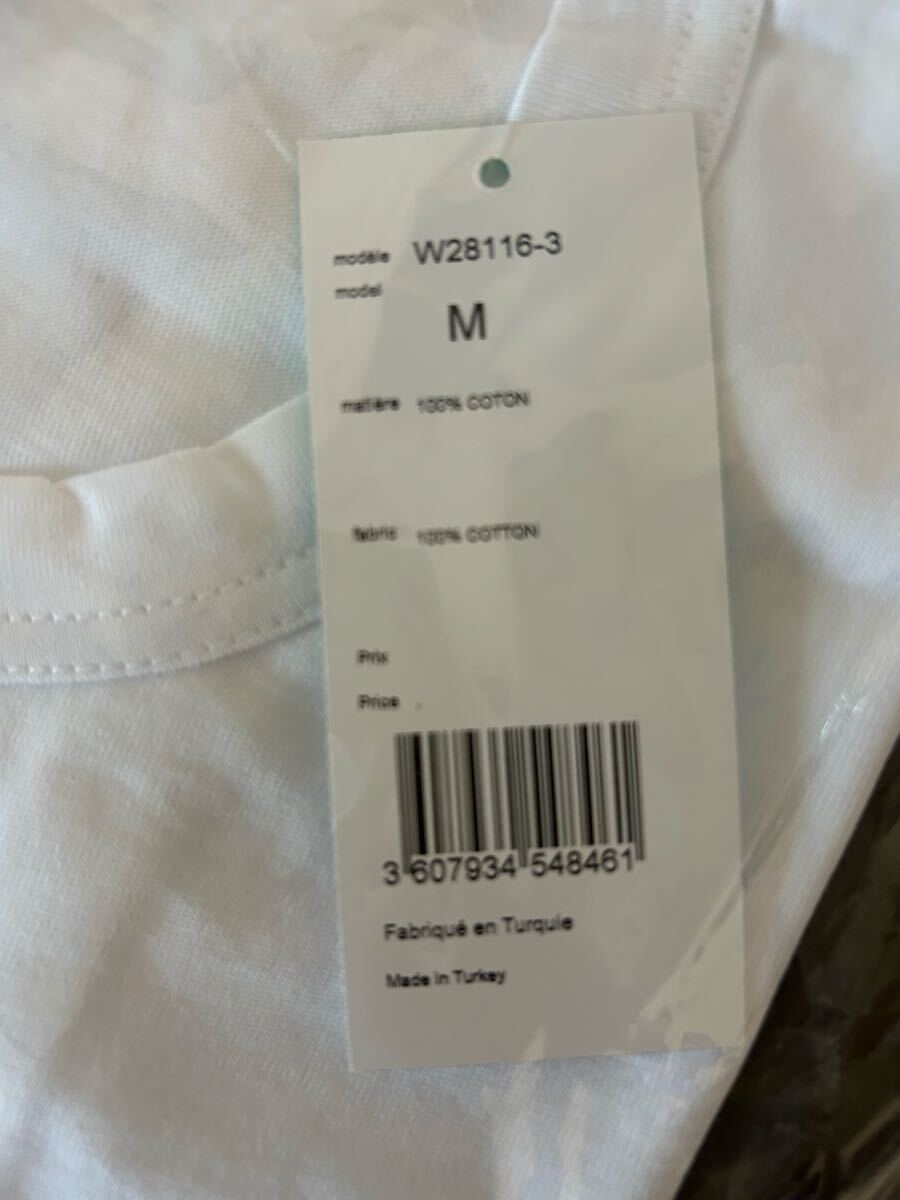 modèle W28116-3
model
M
matière 100% COTON
fabric 100% COTTON
Prix
Price
3 607934 548461
Fabriqué en Turquie
Made in Turkey